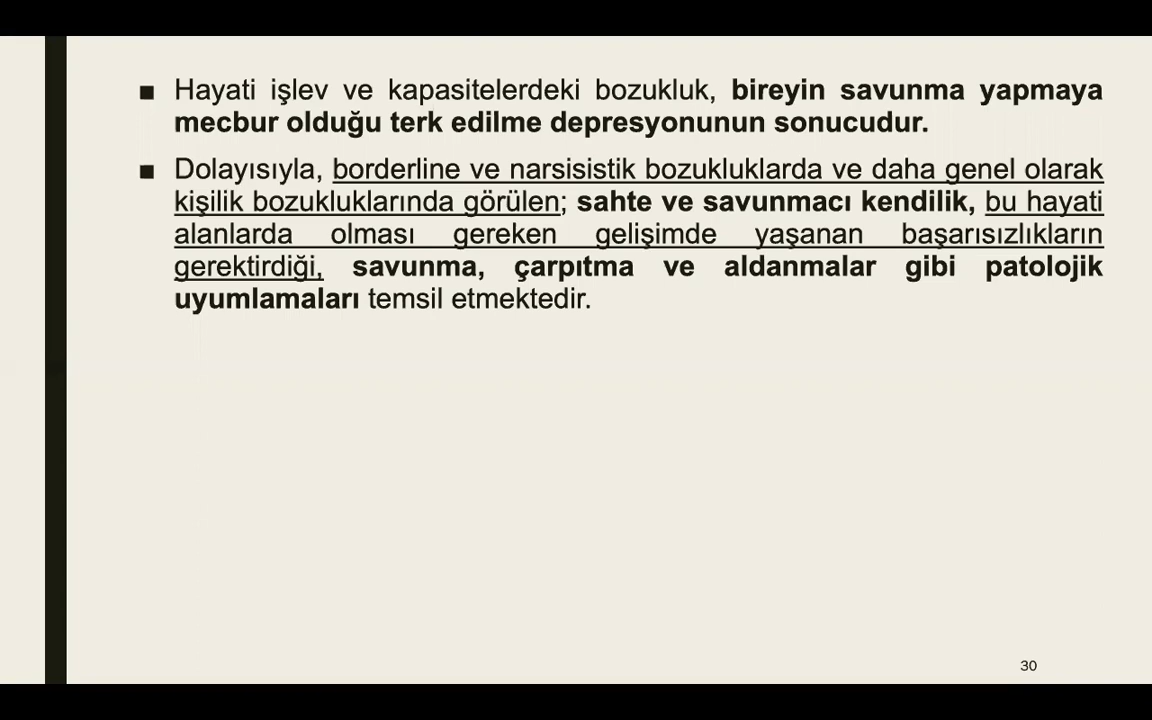 ■ Hayati işlev ve kapasitelerdeki bozukluk, bireyin savunma yapmaya
mecbur olduğu terk edilme depresyonunun sonucudur.
■ Dolayısıyla, borderline ve narsisistik bozukluklarda ve daha genel olarak
kişilik bozukluklarında görülen; sahte ve savunmacı kendilik, bu hayati
alanlarda olması gereken gelişimde yaşanan başarısızlıkların
gerektirdiği, savunma, çarpıtma ve aldanmalar gibi patolojik
uyumlamaları temsil etmektedir.
30